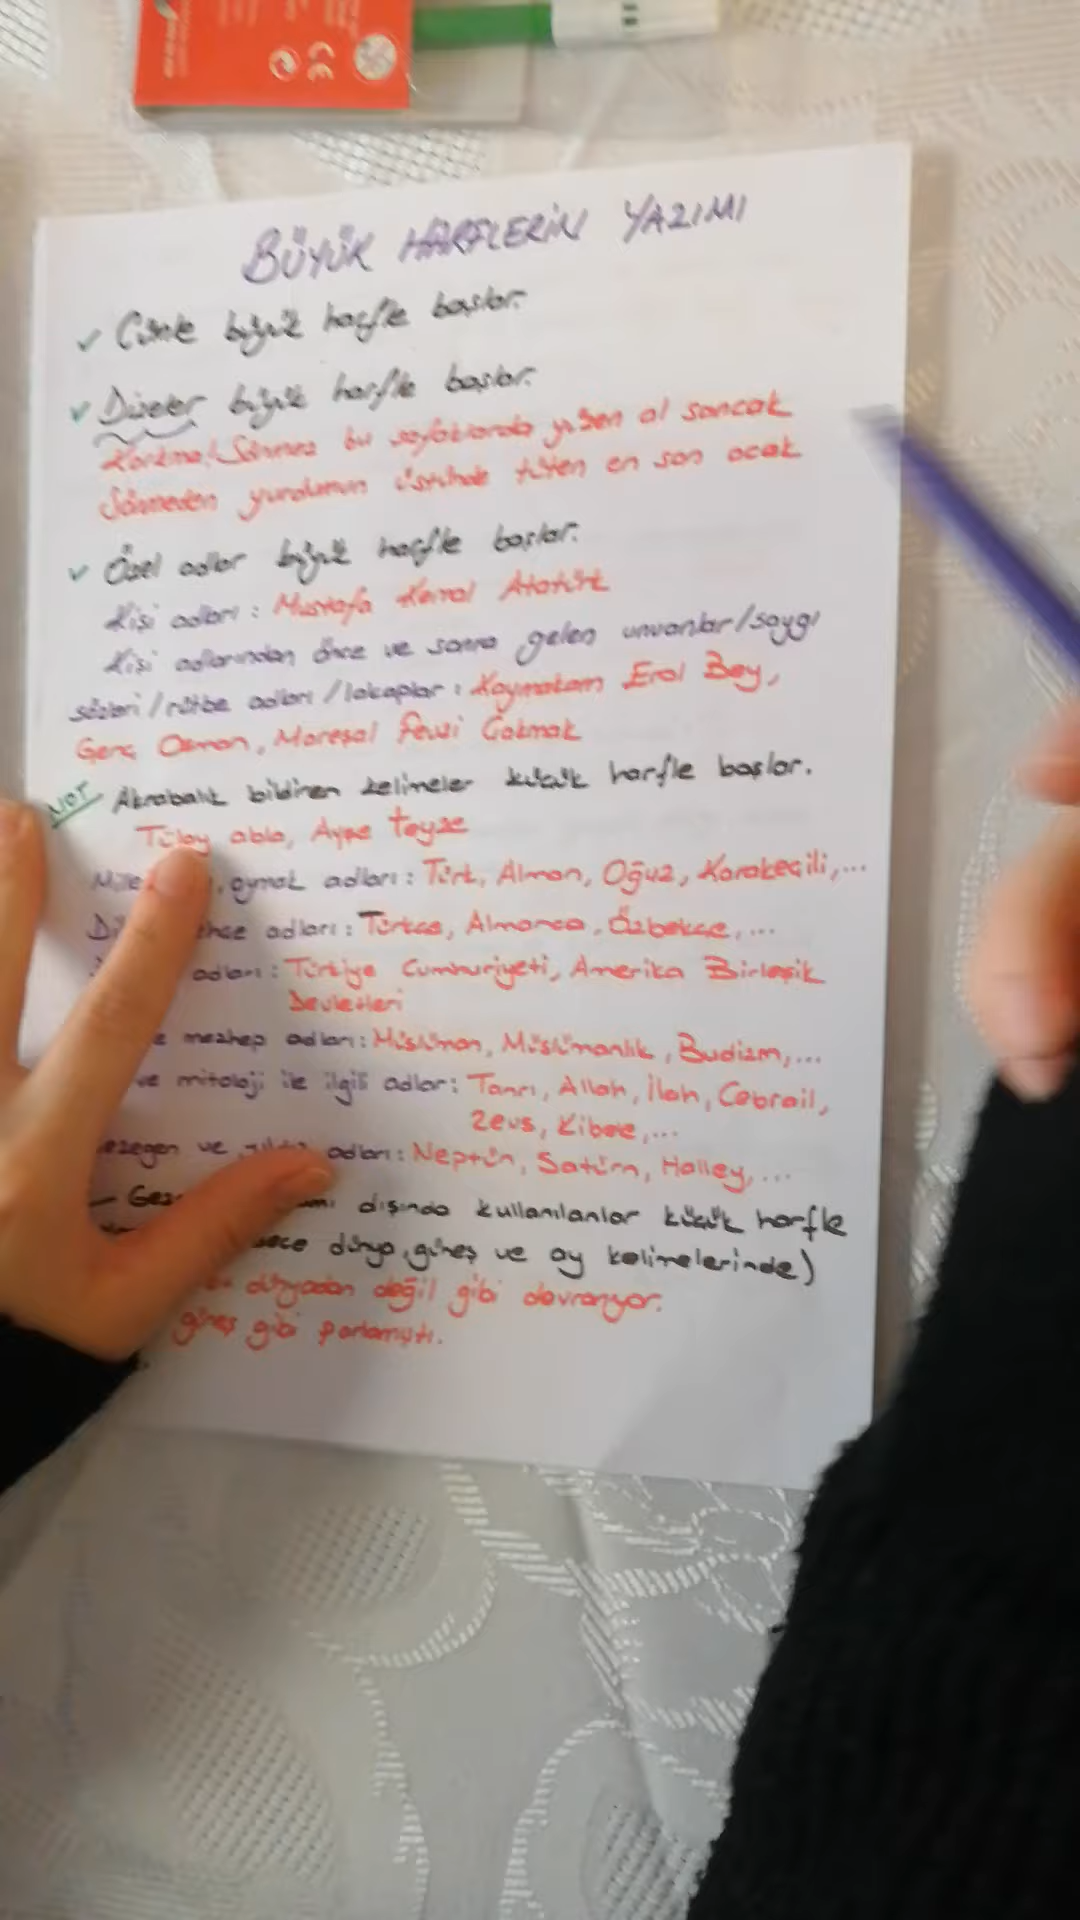 BÜYÜK HARFLERİN YAZIMI
✓ Cümle büyük harfle başlar.
✓ Dizeler büyük harfle başlar.
Korkma! Sönmez bu şafaklarda yüzen al sancak
Sönmeden yurdumun üstünde tüten en son ocak
✓ Özel adlar büyük harfle başlar.
Kişi adları: Mustafa Kemal Atatürk
Kişi adlarından önce ve sonra gelen unvanlar/saygı
sözleri/rütbe adları/lakaplar: Kaymakam Erol Bey,
Genç Osman, Mareşal Fevzi Çakmak
NOT Akrabalık bildiren kelimeler küçük harfle başlar.
Tülay abla, Ayşe teyze
oymak adları: Türk, Alman, Oğuz, Karakeçili,...
adları: Türkçe, Almanca, Özbekçe,...
adları: Türkiye Cumhuriyeti, Amerika Birleşik
Devletleri
mezhep adları: Müslüman, Müslümanlık, Budizm,...
ve mitoloji ile ilgili adlar: Tanrı, Allah, İlah, Cebrail,
Zeus, Kibele,...
ve adları: Neptün, Satürn, Halley,...
dışında kullanılanlar küçük harfle
dünya, güneş ve ay kelimelerinde)
dünyadan değil gibi davranıyor.
güneş gibi parlamıştı.
CE